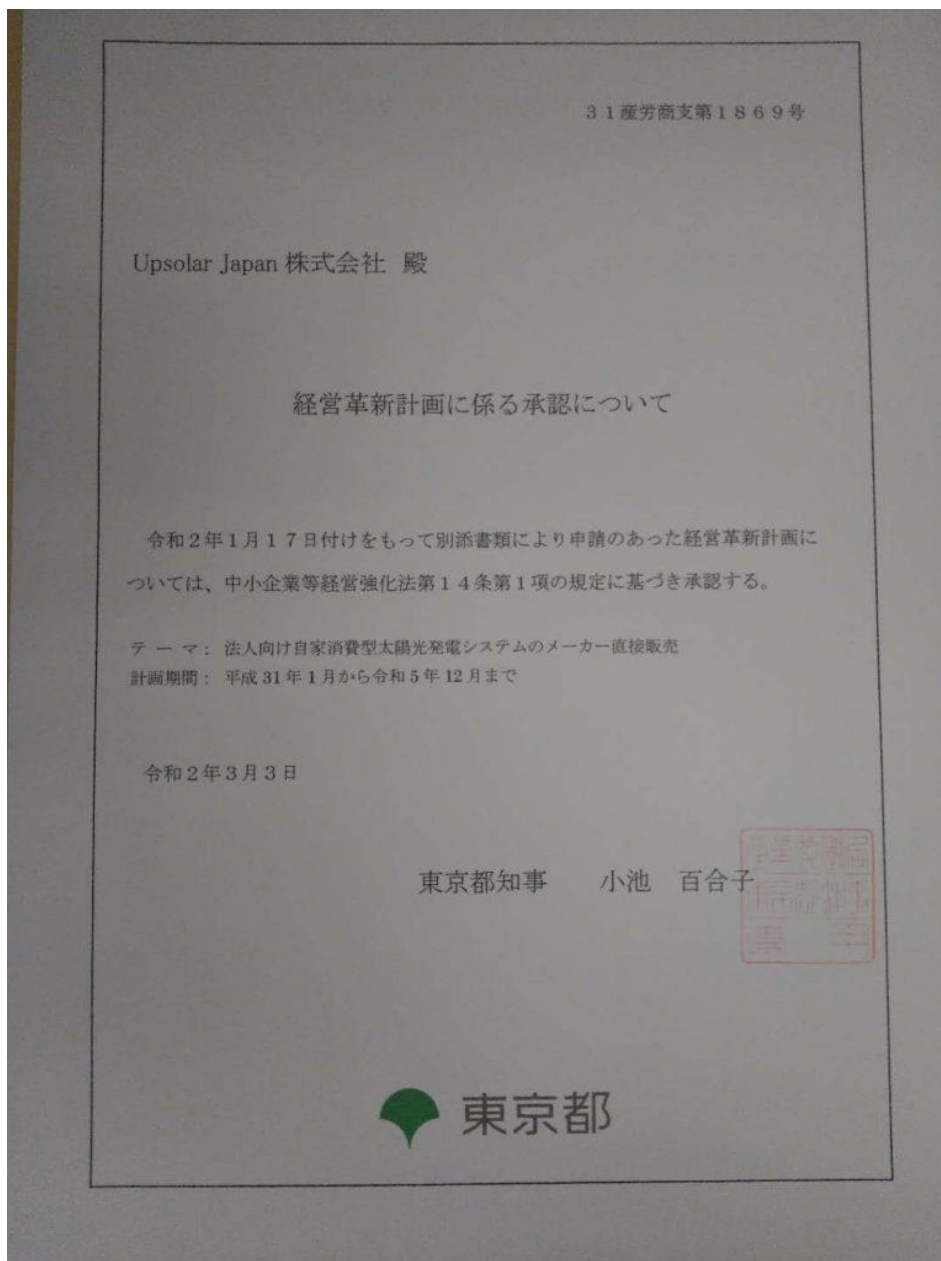 31産労商支第1869号
Upsolar Japan 株式会社 殿
経営革新計画に係る承認について
令和2年1月17日付けをもって別添書類により申請のあった経営革新計画に
ついては、中小企業等経営強化法第14条第1項の規定に基づき承認する。
テーマ: 法人向け自家消費型太陽光発電システムのメーカー直接販売
計画期間: 平成31年1月から令和5年12月まで
令和2年3月3日
東京都知事 小池 百合子
東京都